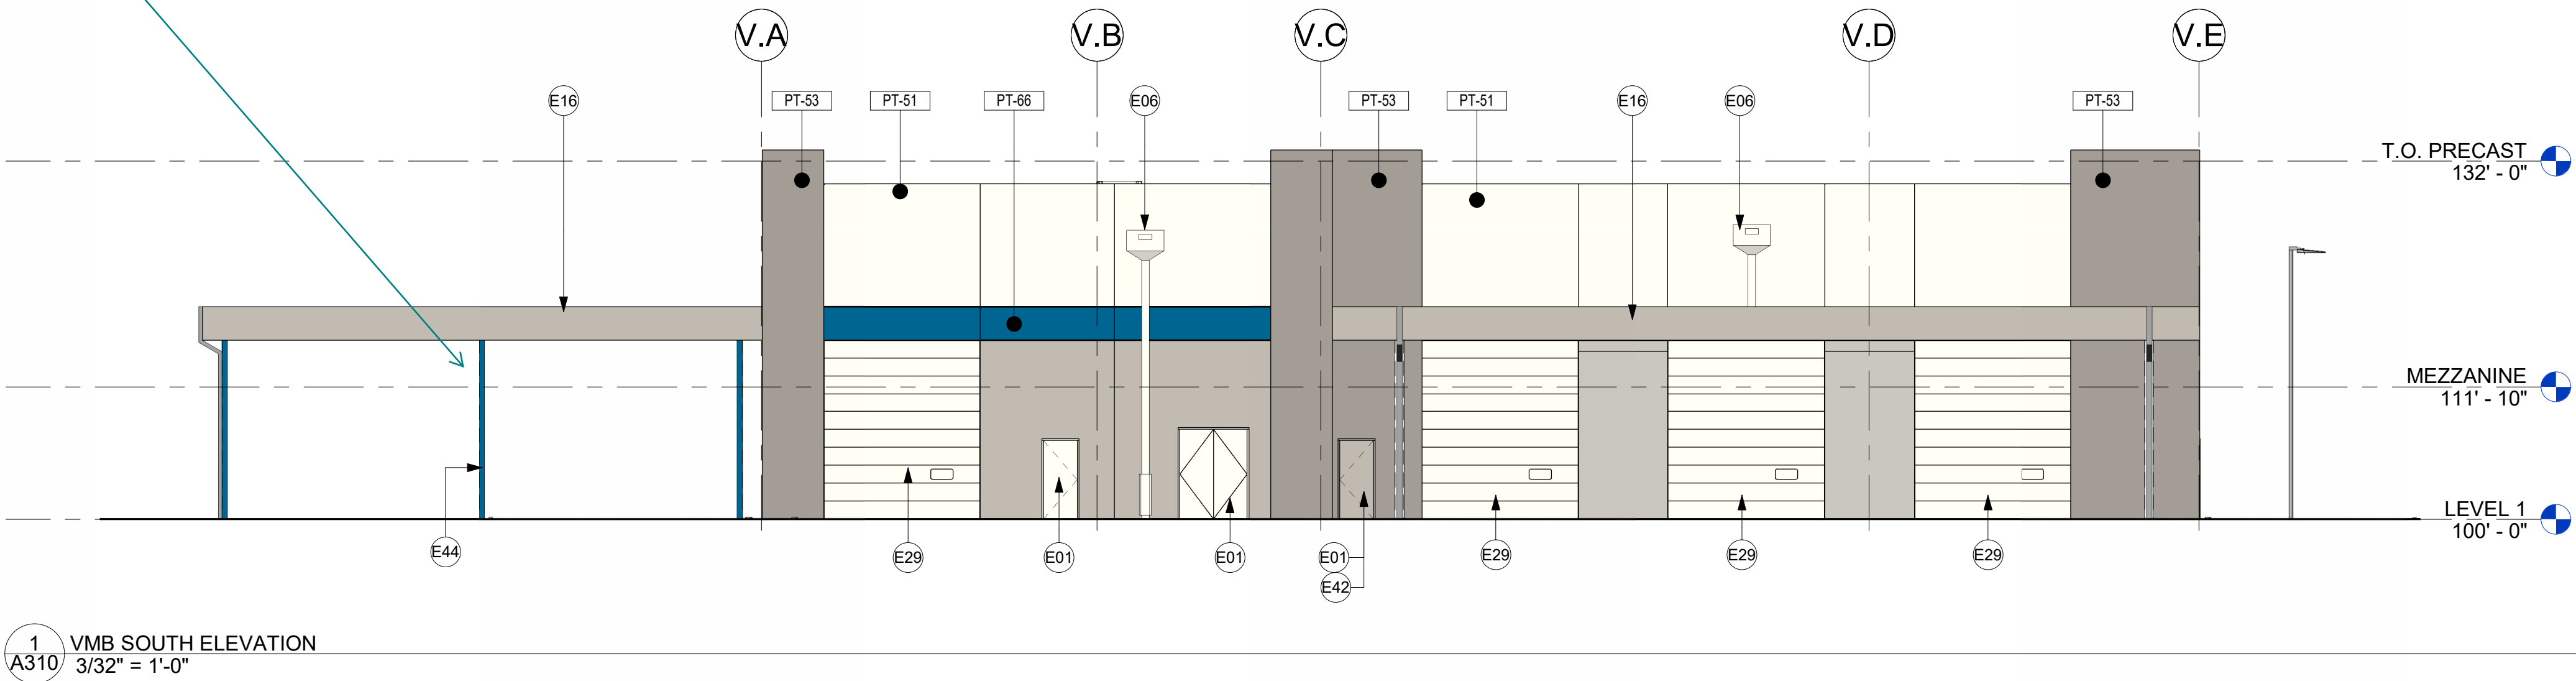 V.A
V.B
V.C
V.D
V.E
E16
PT-53
PT-51
PT-66
E06
PT-53
PT-51
E16
E06
PT-53
T.O. PRECAST
132' - 0"
MEZZANINE
111' - 10"
LEVEL 1
100' - 0"
E44
E29
E01
E01
E01
E42
E29
E29
E29
1
A310
VMB SOUTH ELEVATION
3/32" = 1'-0"